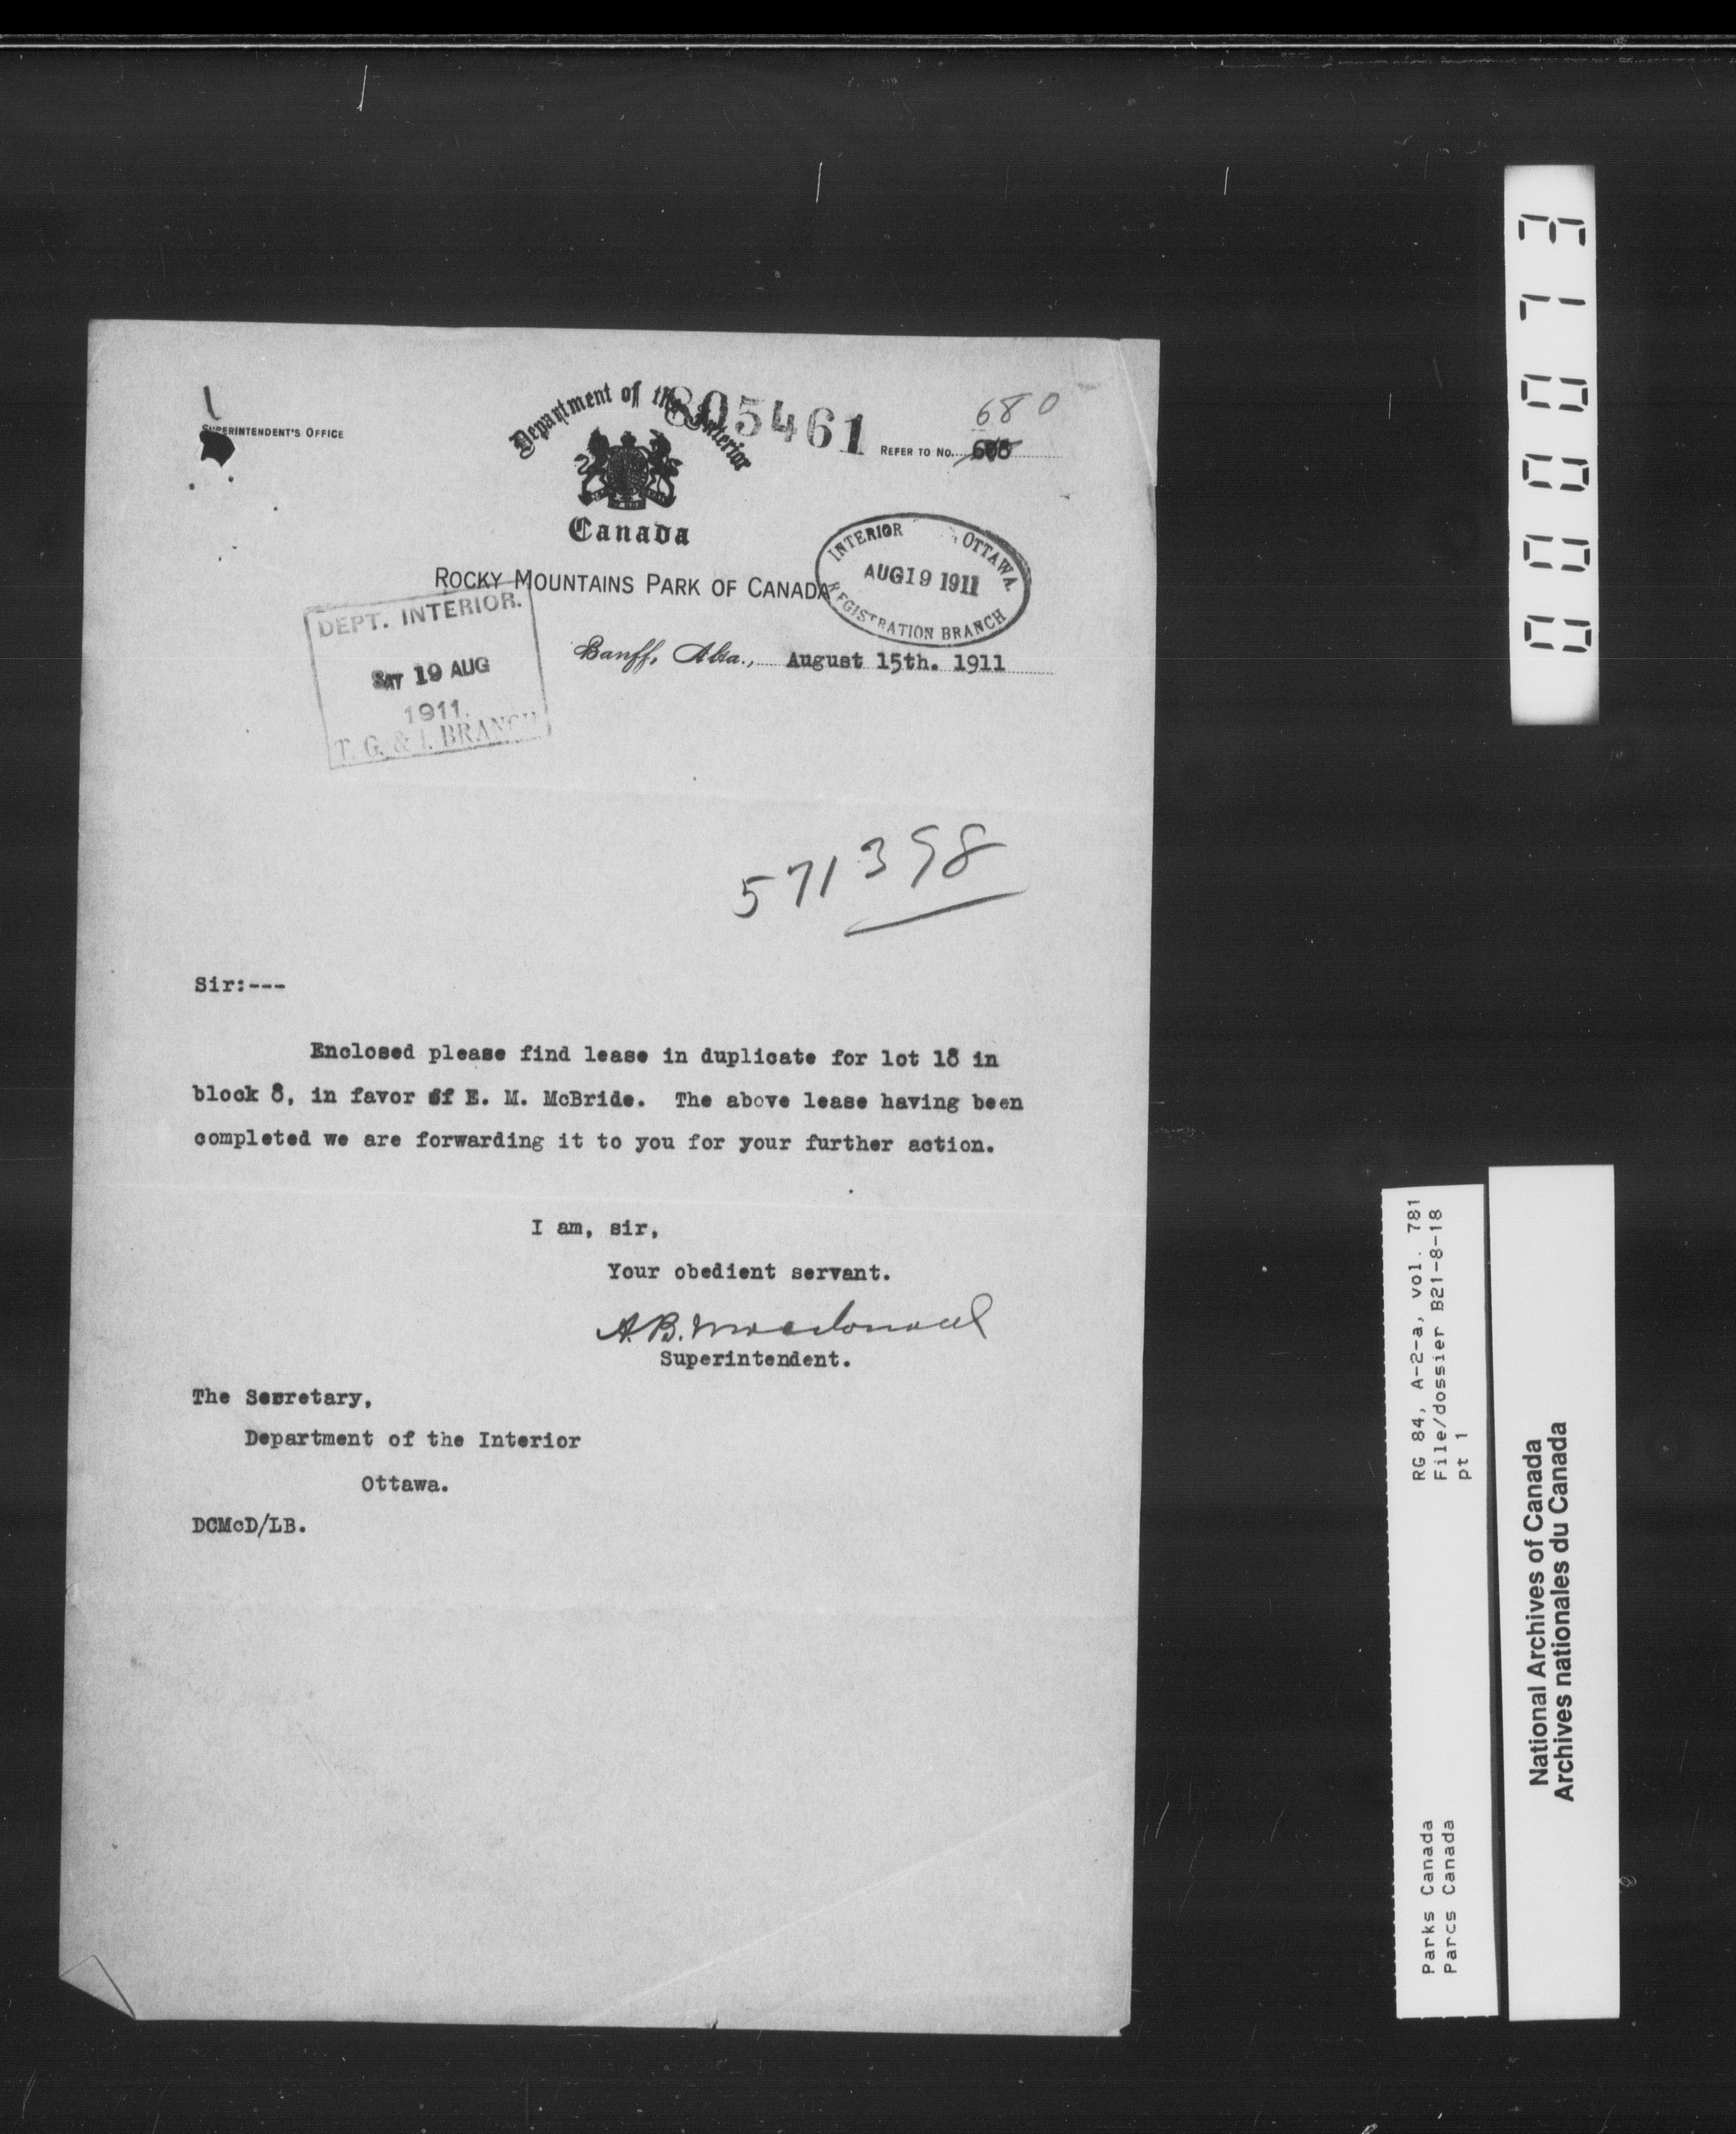 SUPERINTENDENT'S OFFICE
Department of the Interior
805461
680
REFER TO NO.
Canada
ROCKY MOUNTAINS PARK OF CANADA
INTERIOR OTTAWA.
AUG 19 1911
REGISTRATION BRANCH
DEPT. INTERIOR.
SAT 19 AUG
1911.
T. G. & I. BRANCH
Banff, Alta., August 15th. 1911
571398
Sir:---
Enclosed please find lease in duplicate for lot 18 in
block 8, in favor of E. M. McBride. The above lease having been
completed we are forwarding it to you for your further action.
I am, sir,
Your obedient servant.
A.B. Macdonald
Superintendent.
The Secretary,
Department of the Interior
Ottawa.
DCMcD/LB.
000073
RG 84, A-2-a, vol. 781
File/dossier B21-8-18
pt 1
Parks Canada
Parcs Canada
National Archives of Canada
Archives nationales du Canada